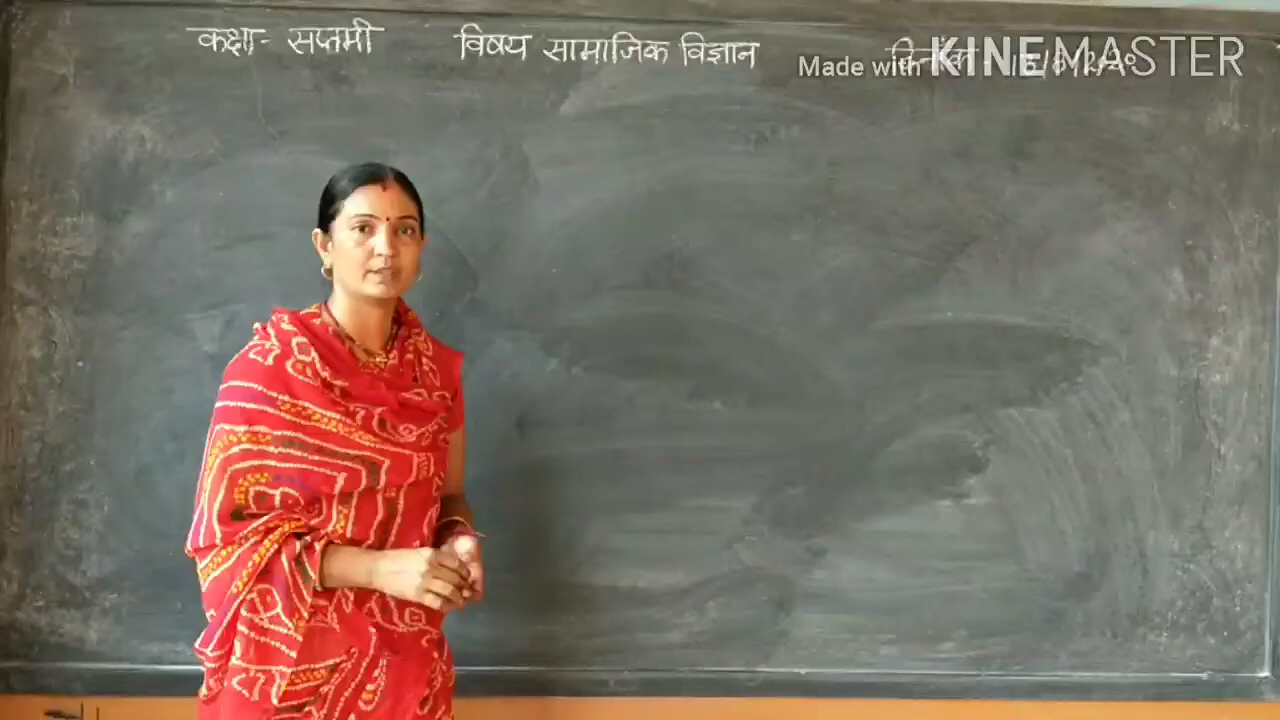 कक्षा- सप्तमी विषय सामाजिक विज्ञान दिनांक
Made with KINEMASTER